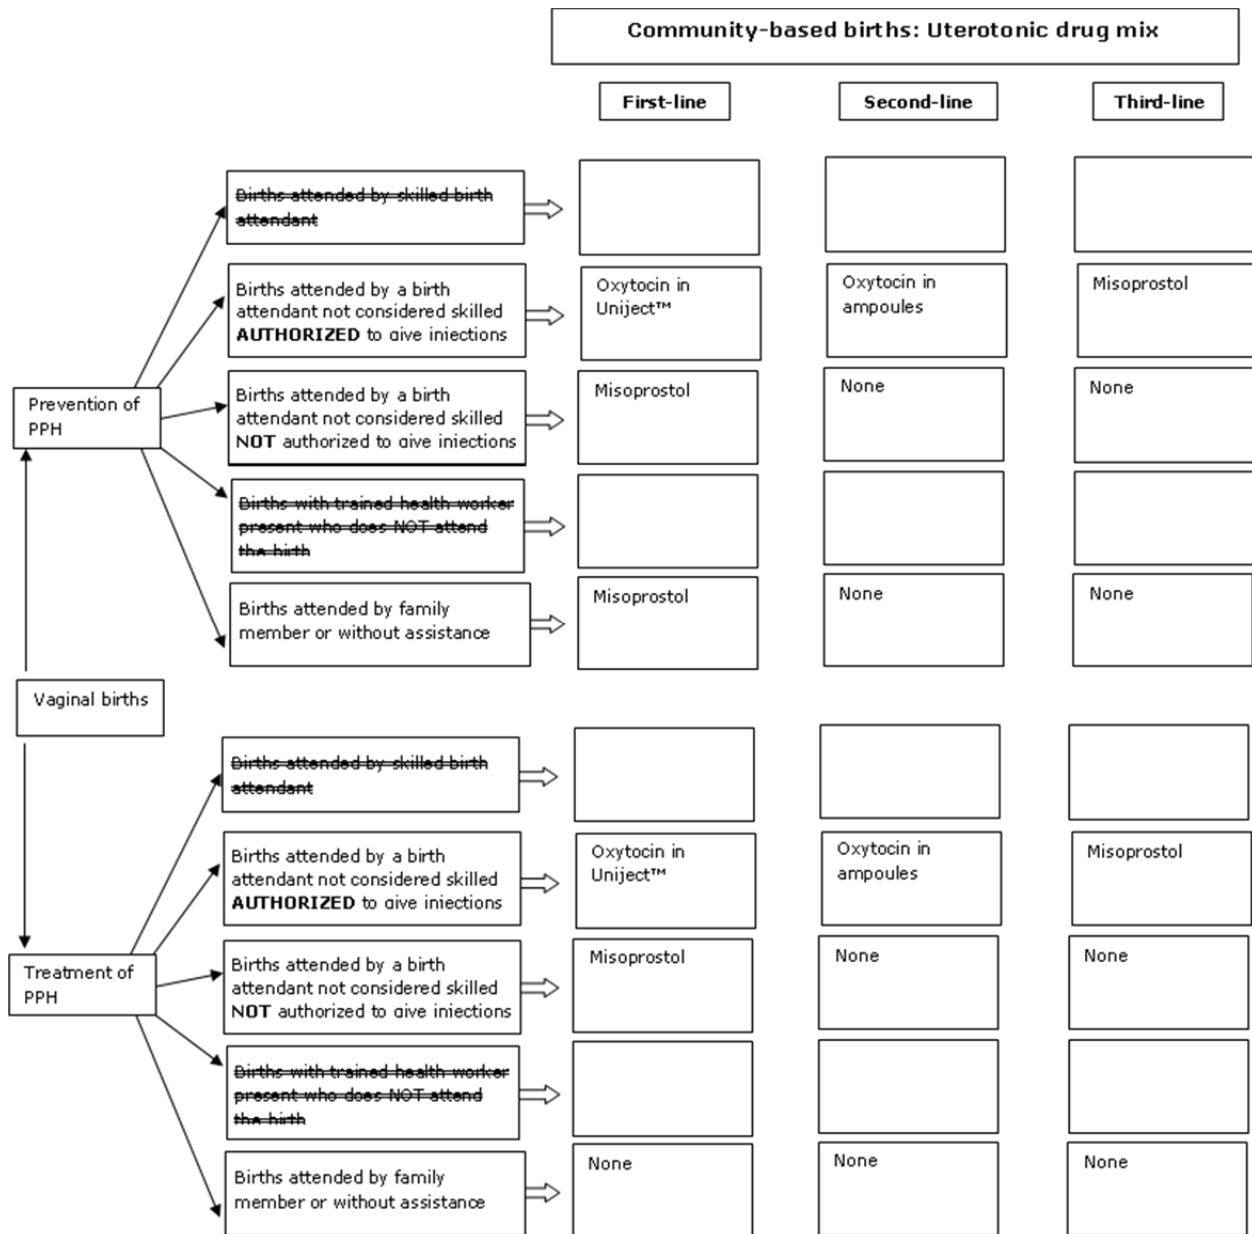 Community-based births: Uterotonic drug mix
First-line
Second-line
Third-line
Births attended by skilled birth
attendant
Births attended by a birth
attendant not considered skilled
AUTHORIZED to give injections
Oxytocin in
Uniject™
Oxytocin in
ampoules
Misoprostol
Prevention of
PPH
Births attended by a birth
attendant not considered skilled
NOT authorized to give injections
Misoprostol
None
None
Births with trained health worker
present who does NOT attend
the birth
Births attended by family
member or without assistance
Misoprostol
None
None
Vaginal births
Births attended by skilled birth
attendant
Births attended by a birth
attendant not considered skilled
AUTHORIZED to give injections
Oxytocin in
Uniject™
Oxytocin in
ampoules
Misoprostol
Treatment of
PPH
Births attended by a birth
attendant not considered skilled
NOT authorized to give injections
Misoprostol
None
None
Births with trained health worker
present who does NOT attend
the birth
Births attended by family
member or without assistance
None
None
None